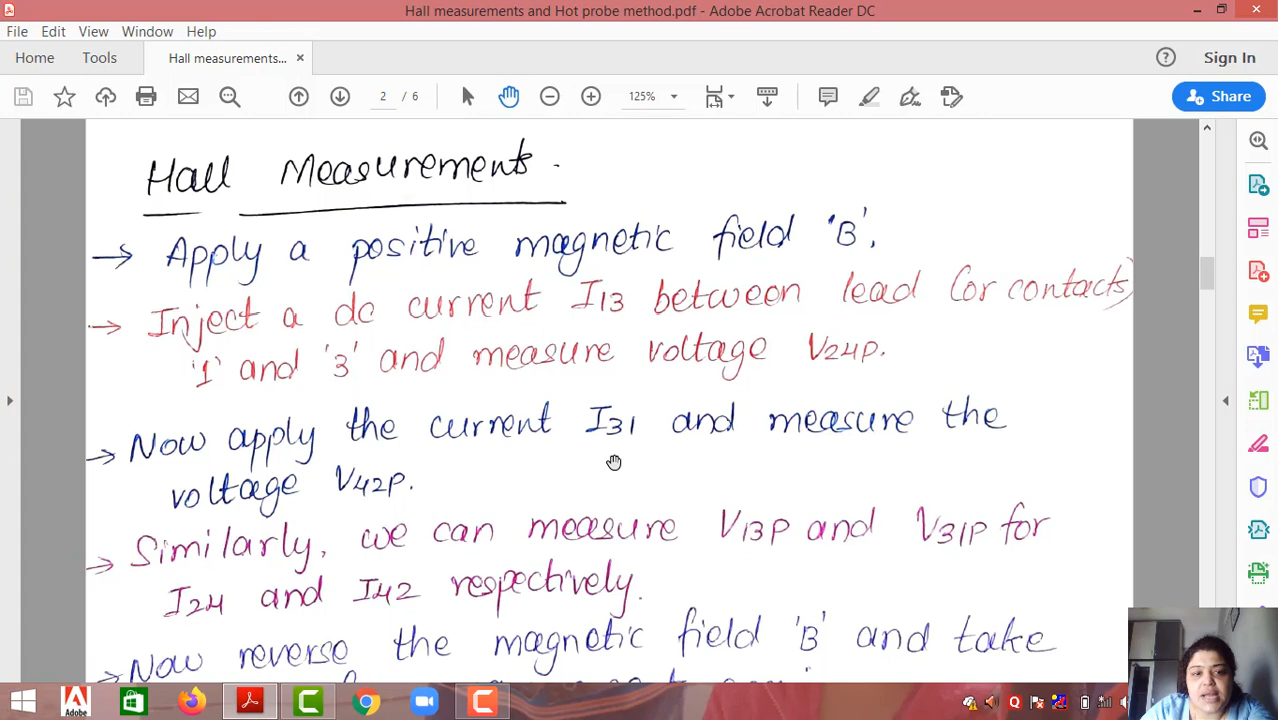 Hall measurements and Hot probe method.pdf - Adobe Acrobat Reader DC
File Edit View Window Help
Home Tools Hall measurements... × Sign In
2 / 6 125% Share
Hall Measurements.
→ Apply a positive magnetic field 'B'.
→ Inject a dc current I13 between lead (or contacts)
'1' and '3' and measure voltage V24P.
→ Now apply the current I31 and measure the
voltage V42P.
→ Similarly, we can measure V13P and V31P for
I24 and I42 respectively.
→ Now reverse the magnetic field 'B' and take
Adobe